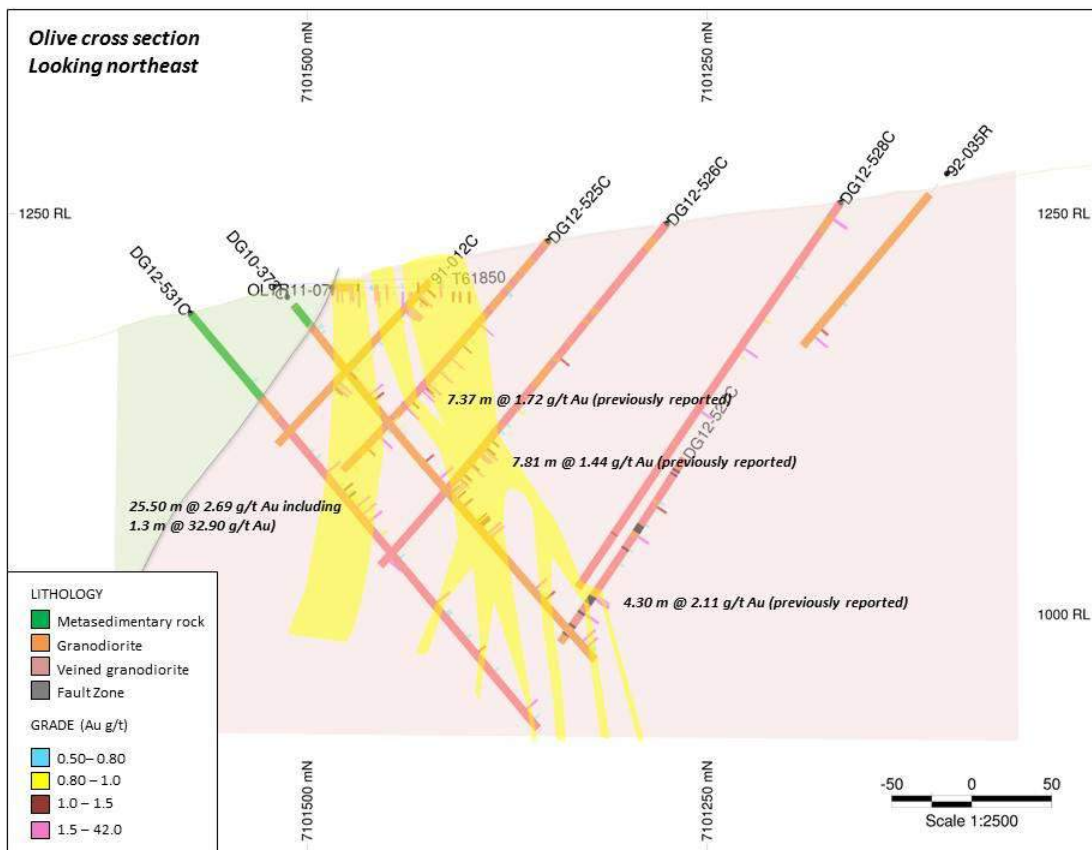 Olive cross section
Looking northeast
7101500 mN
7101250 mN
1250 RL
1250 RL
DG12-531C
DG10-373C
OLTR11-07
91-012C
T61850
DG12-525C
DG12-526C
DG12-528C
92-035R
7.37 m @ 1.72 g/t Au (previously reported)
7.81 m @ 1.44 g/t Au (previously reported)
25.50 m @ 2.69 g/t Au including
1.3 m @ 32.90 g/t Au)
4.30 m @ 2.11 g/t Au (previously reported)
1000 RL
LITHOLOGY
Metasedimentary rock
Granodiorite
Veined granodiorite
Fault Zone
GRADE (Au g/t)
0.50– 0.80
0.80 – 1.0
1.0 – 1.5
1.5 – 42.0
7101500 mN
7101250 mN
-50 0 50
Scale 1:2500